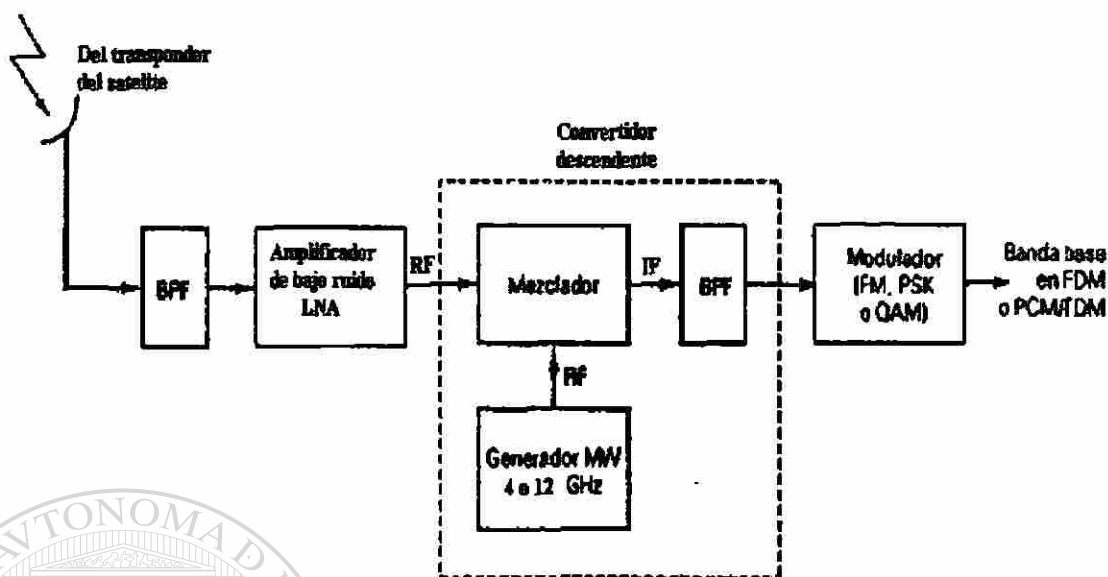 Del transponder
del satelite
Convertidor
descendente
BPF
Amplificador
de bajo ruido
LNA
RF
Mezclador
IF
BPF
Modulador
(FM, PSK
o QAM)
Banda base
en FDM
o PCM/TDM
RF
Generador MW
4 o 12 GHz
AVTONOMA D